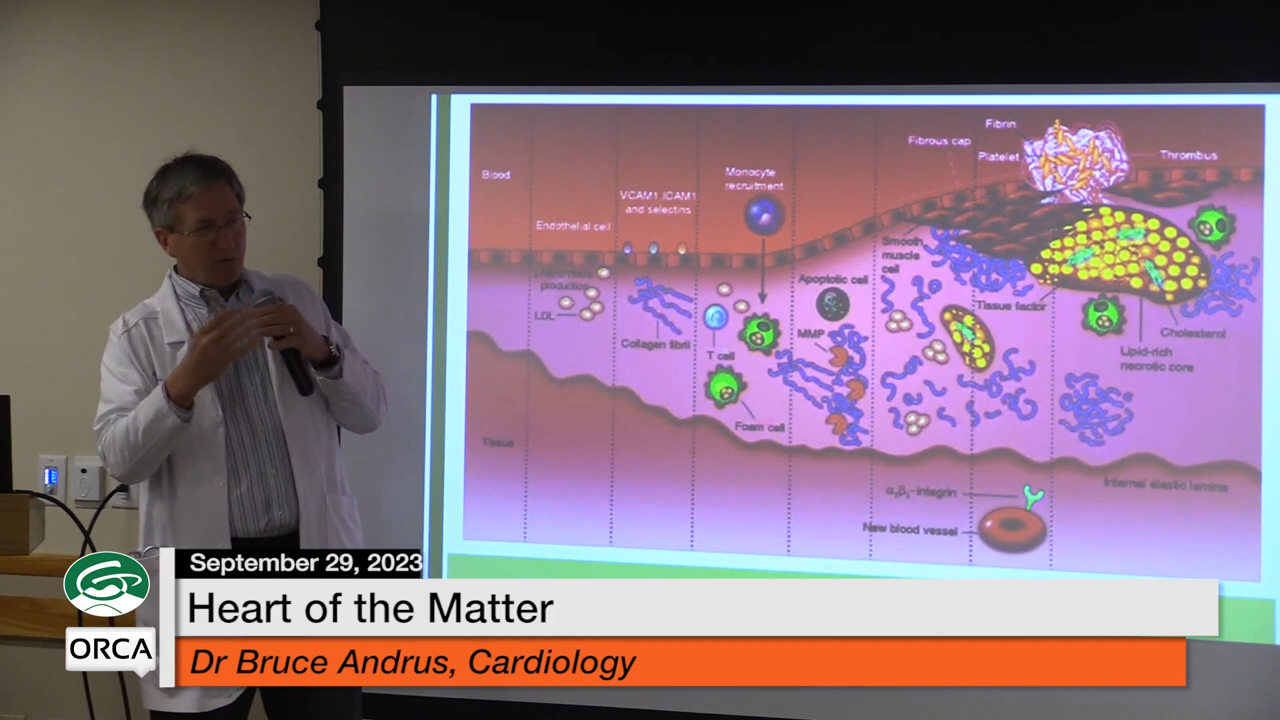 Fibrin
Fibrous cap
Platelet
Thrombus
Blood
Monocyte
recruitment
VCAM1 ICAM1
and selectins
Endothelial cell
Smooth
muscle
cell
production
Apoptotic cell
Tissue factor
LDL
Collagen fibril
T cell
MMP
Cholesterol
Lipid-rich
necrotic core
Foam cell
Tissue
Internal elastic lamina
-integrin
New blood vessel
September 29, 2023
Heart of the Matter
ORCA
Dr Bruce Andrus, Cardiology